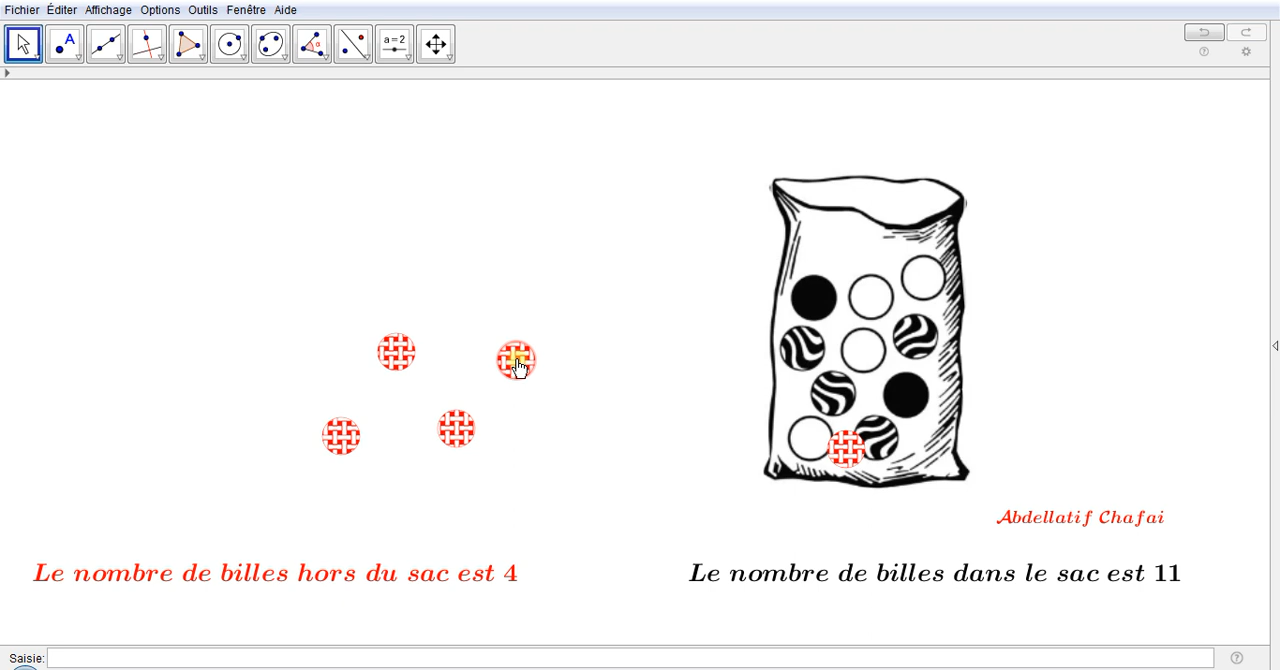 Fichier Éditer Affichage Options Outils Fenêtre Aide
A
α
a=2
Abdellatif Chafai
Le nombre de billes hors du sac est 4
Le nombre de billes dans le sac est 11
Saisie: